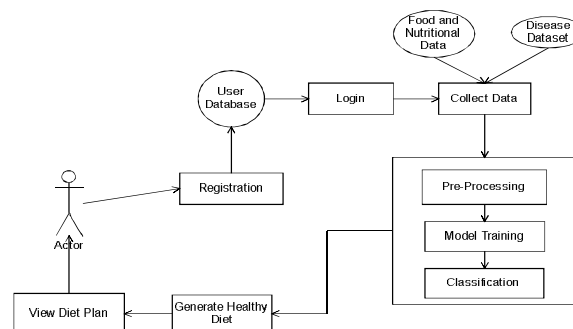 Food and
Nutritional
Data
Disease
Dataset
User
Database
Login
Collect Data
Registration
Pre-Processing
Model Training
Classification
Actor
View Diet Plan
Generate Healthy
Diet